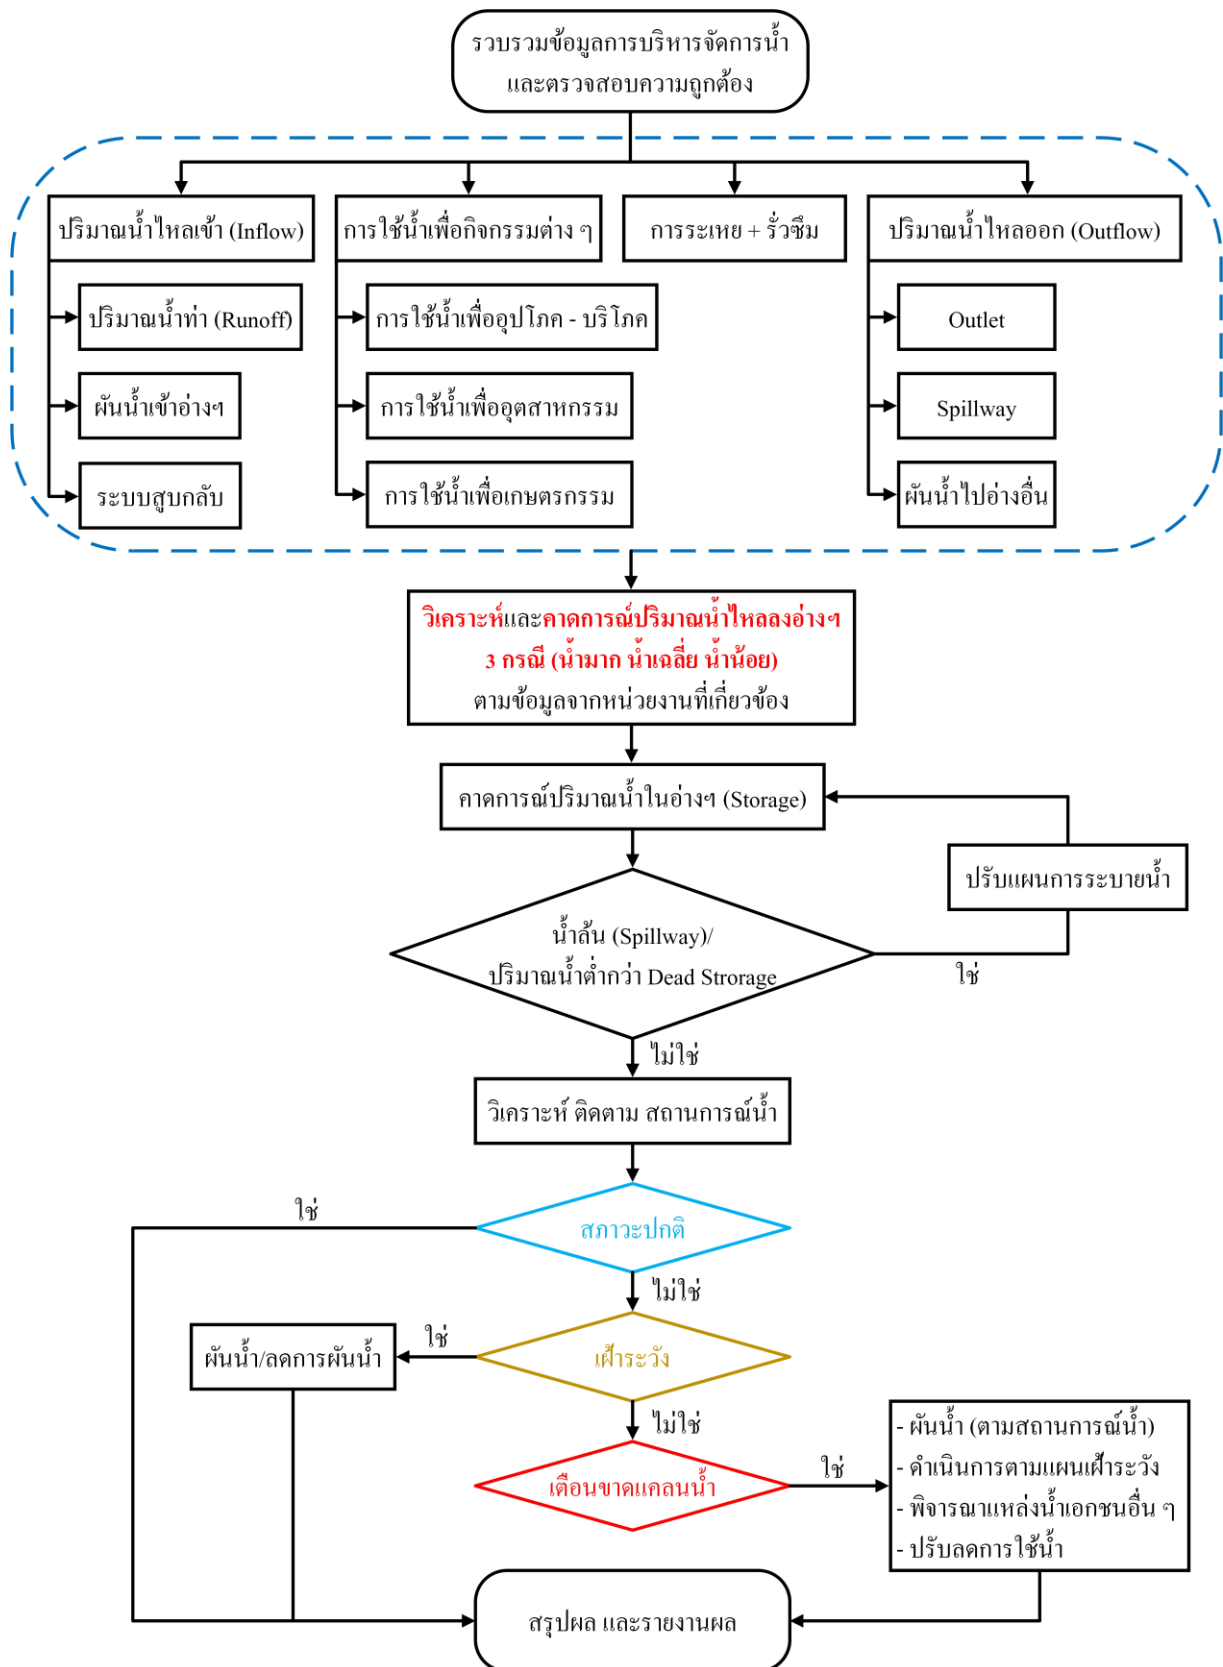 รวบรวมข้อมูลการบริหารจัดการน้ำ
และตรวจสอบความถูกต้อง
ปริมาณน้ำไหลเข้า (Inflow)
การใช้น้ำเพื่อกิจกรรมต่าง ๆ
การระเหย + รั่วซึม
ปริมาณน้ำไหลออก (Outflow)
ปริมาณน้ำท่า (Runoff)
การใช้น้ำเพื่ออุปโภค - บริโภค
Outlet
ผันน้ำเข้าอ่างฯ
การใช้น้ำเพื่ออุตสาหกรรม
Spillway
ระบบสูบกลับ
การใช้น้ำเพื่อเกษตรกรรม
ผันน้ำไปอ่างอื่น
วิเคราะห์และคาดการณ์ปริมาณน้ำไหลลงอ่างฯ
3 กรณี (น้ำมาก น้ำเฉลี่ย น้ำน้อย)
ตามข้อมูลจากหน่วยงานที่เกี่ยวข้อง
คาดการณ์ปริมาณน้ำในอ่างฯ (Storage)
ปรับแผนการระบายน้ำ
น้ำล้น (Spillway)/
ปริมาณน้ำต่ำกว่า Dead Strorage
ใช่
ไม่ใช่
วิเคราะห์ ติดตาม สถานการณ์น้ำ
ใช่
สภาวะปกติ
ไม่ใช่
ผันน้ำ/ลดการผันน้ำ
ใช่
เฝ้าระวัง
ไม่ใช่
เตือนขาดแคลนน้ำ
ใช่
- ผันน้ำ (ตามสถานการณ์น้ำ)
- ดำเนินการตามแผนเฝ้าระวัง
- พิจารณาแหล่งน้ำเอกชนอื่น ๆ
- ปรับลดการใช้น้ำ
สรุปผล และรายงานผล